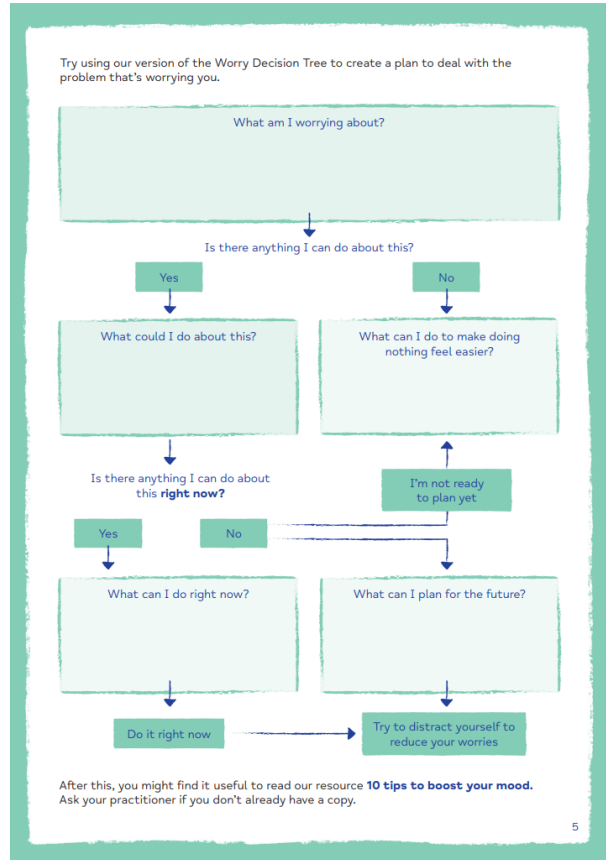 Try using our version of the Worry Decision Tree to create a plan to deal with the
problem that's worrying you.
What am I worrying about?
Is there anything I can do about this?
Yes
No
What could I do about this?
What can I do to make doing
nothing feel easier?
Is there anything I can do about
this right now?
I'm not ready
to plan yet
Yes
No
What can I do right now?
What can I plan for the future?
Do it right now
Try to distract yourself to
reduce your worries
After this, you might find it useful to read our resource 10 tips to boost your mood.
Ask your practitioner if you don't already have a copy.
5